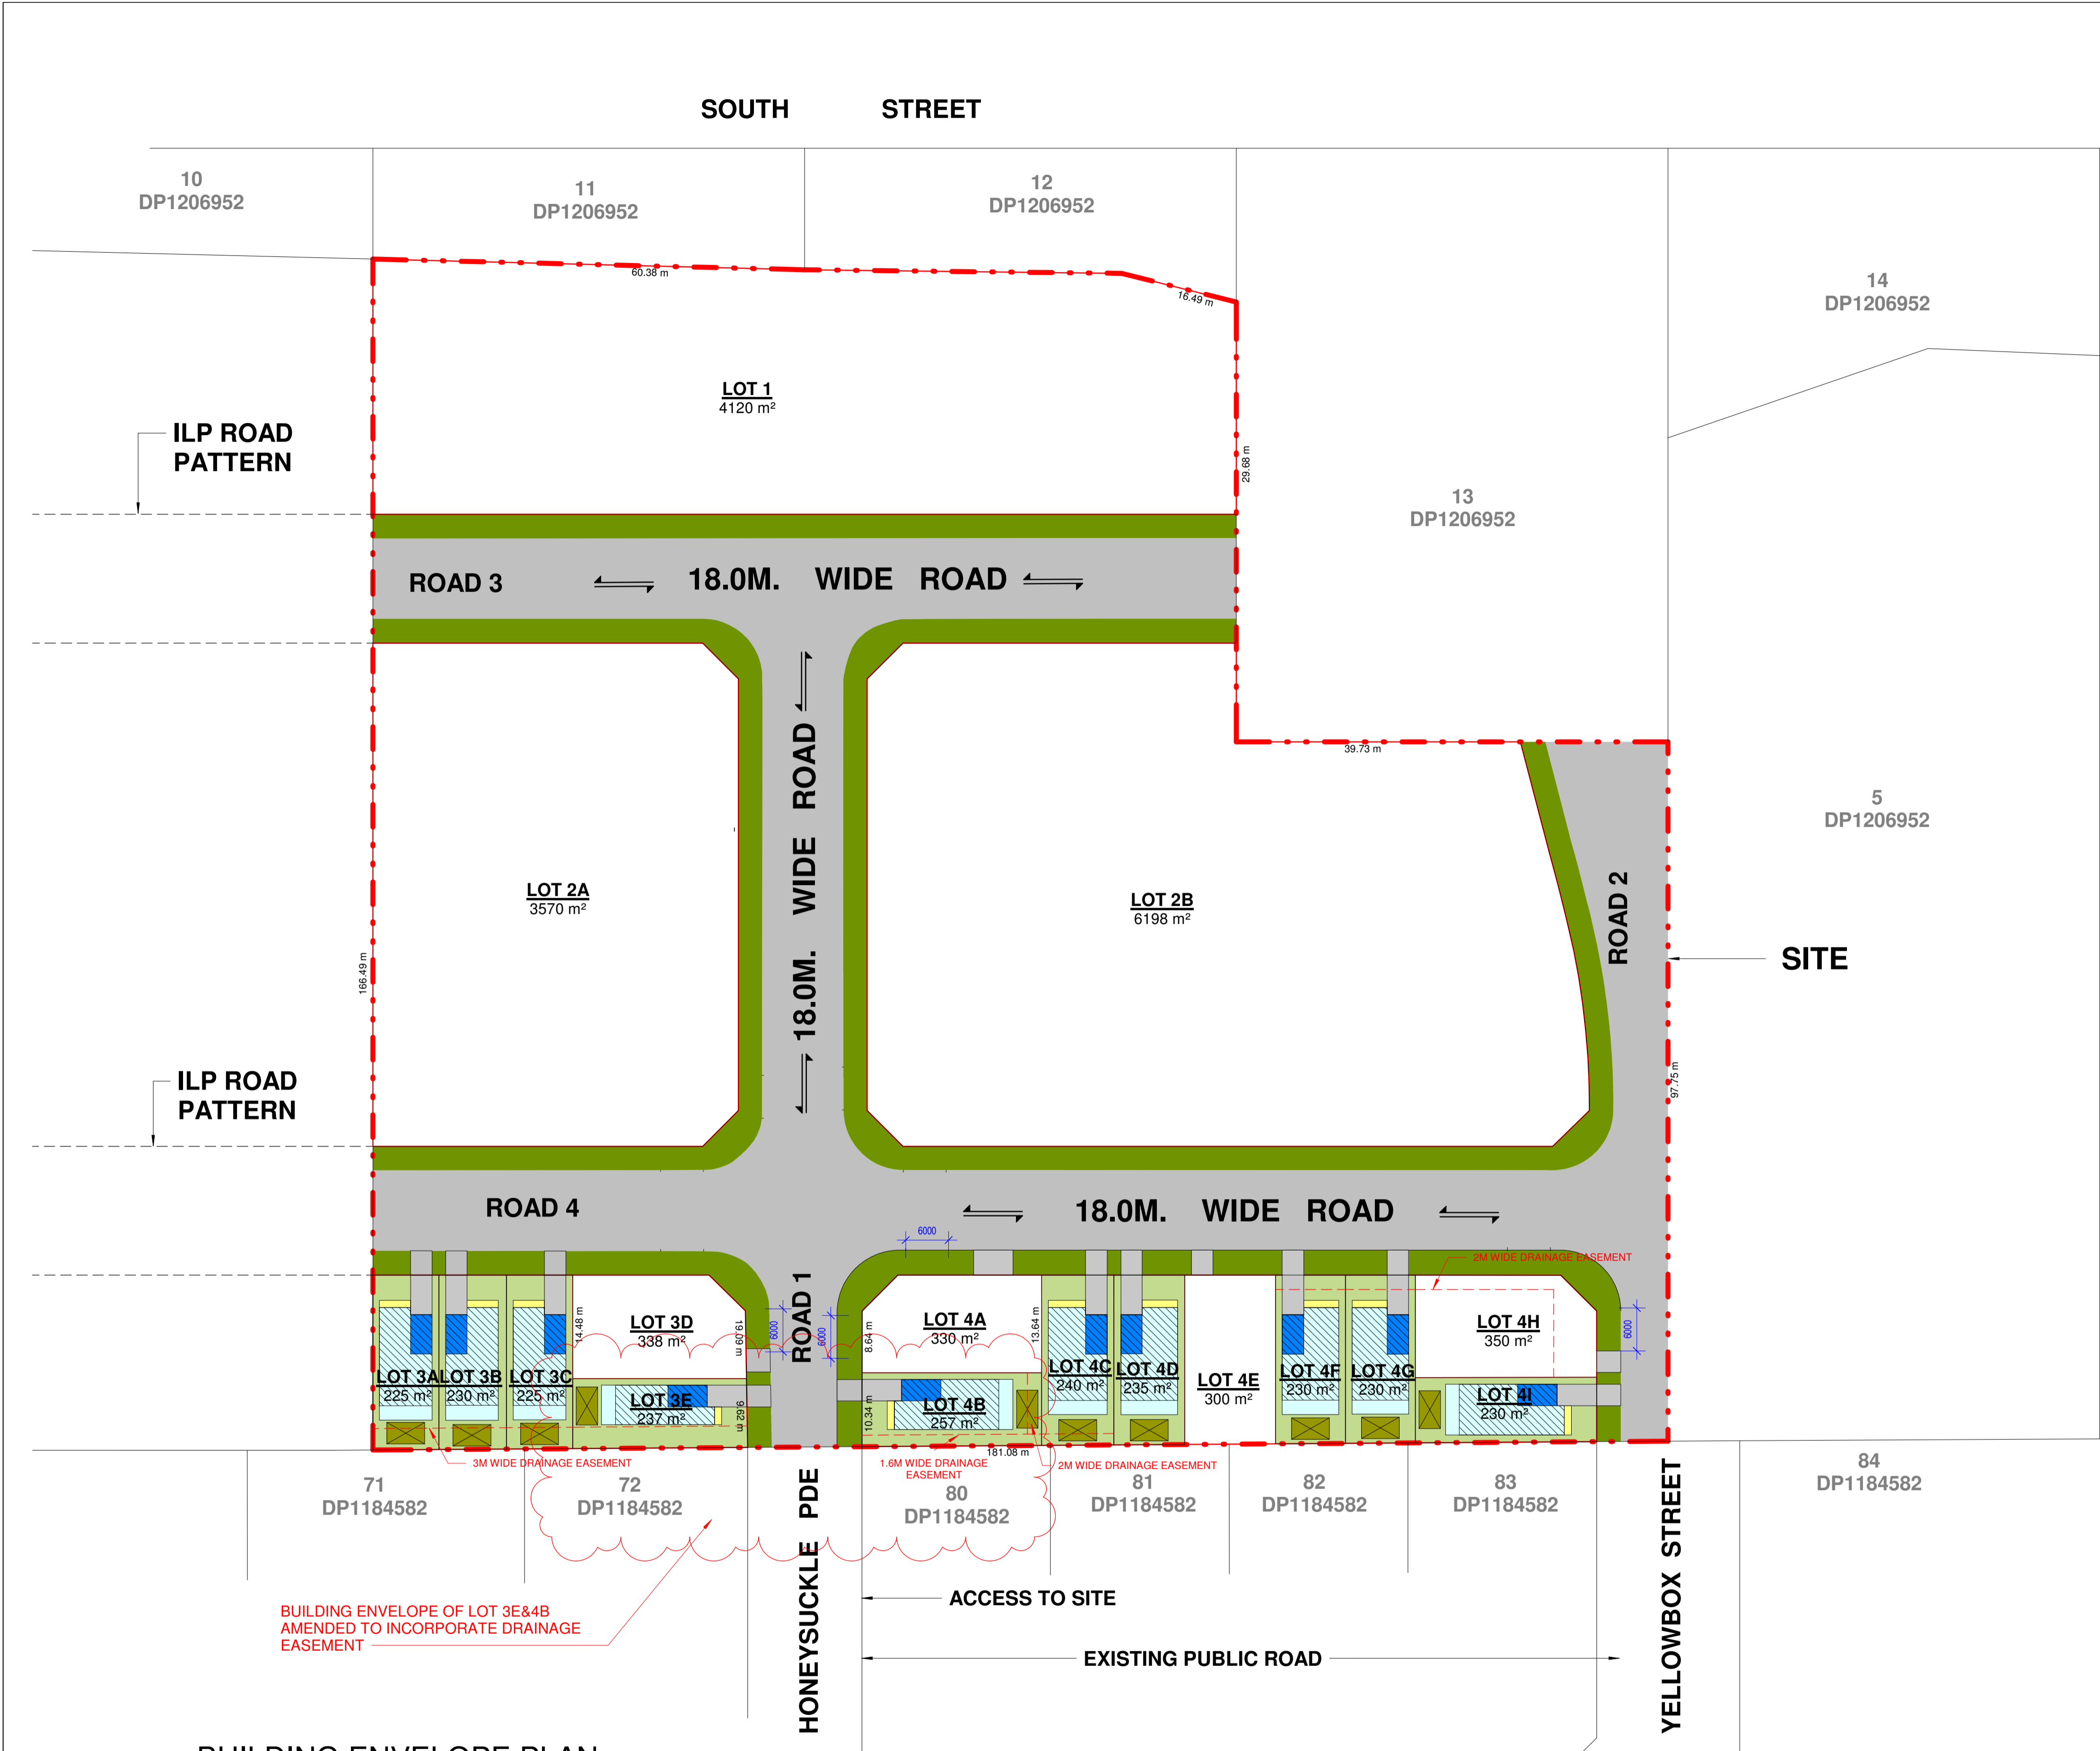 SOUTH STREET
10
DP1206952
11
DP1206952
12
DP1206952
14
DP1206952
60.38 m
16.49 m
LOT 1
4120 m²
ILP ROAD
PATTERN
29.68 m
13
DP1206952
ROAD 3
18.0M. WIDE ROAD
39.73 m
18.0M. WIDE ROAD
5
DP1206952
LOT 2A
3570 m²
LOT 2B
6198 m²
ROAD 2
SITE
166.49 m
97.75 m
ILP ROAD
PATTERN
ROAD 4
18.0M. WIDE ROAD
6000
2M WIDE DRAINAGE EASEMENT
ROAD 1
LOT 3A
225 m²
LOT 3B
230 m²
LOT 3C
225 m²
14.48 m
LOT 3D
338 m²
19.09 m
6000
6000
LOT 3E
237 m²
9.62 m
8.64 m
LOT 4A
330 m²
13.64 m
10.34 m
LOT 4B
257 m²
LOT 4C
240 m²
LOT 4D
235 m²
LOT 4E
300 m²
LOT 4F
230 m²
LOT 4G
230 m²
LOT 4H
350 m²
6000
LOT 4I
230 m²
181.08 m
3M WIDE DRAINAGE EASEMENT
1.6M WIDE DRAINAGE
EASEMENT
2M WIDE DRAINAGE EASEMENT
71
DP1184582
72
DP1184582
80
DP1184582
81
DP1184582
82
DP1184582
83
DP1184582
84
DP1184582
HONEYSUCKLE PDE
YELLOWBOX STREET
ACCESS TO SITE
EXISTING PUBLIC ROAD
BUILDING ENVELOPE OF LOT 3E&4B
AMENDED TO INCORPORATE DRAINAGE
EASEMENT
BUILDING ENVELOPE PLAN